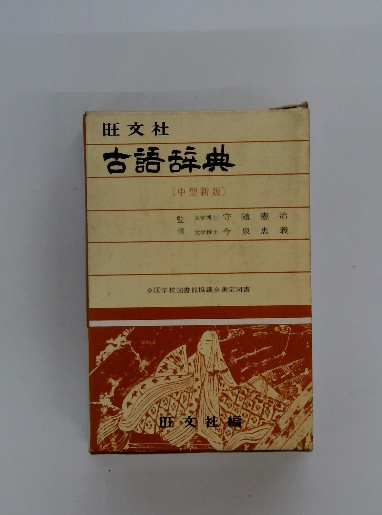 旺文社
古語辞典
〔中型新版〕
監修
文学博士 守随憲治
文学博士 今泉忠義
全国学校図書館協議会選定図書
旺文社編